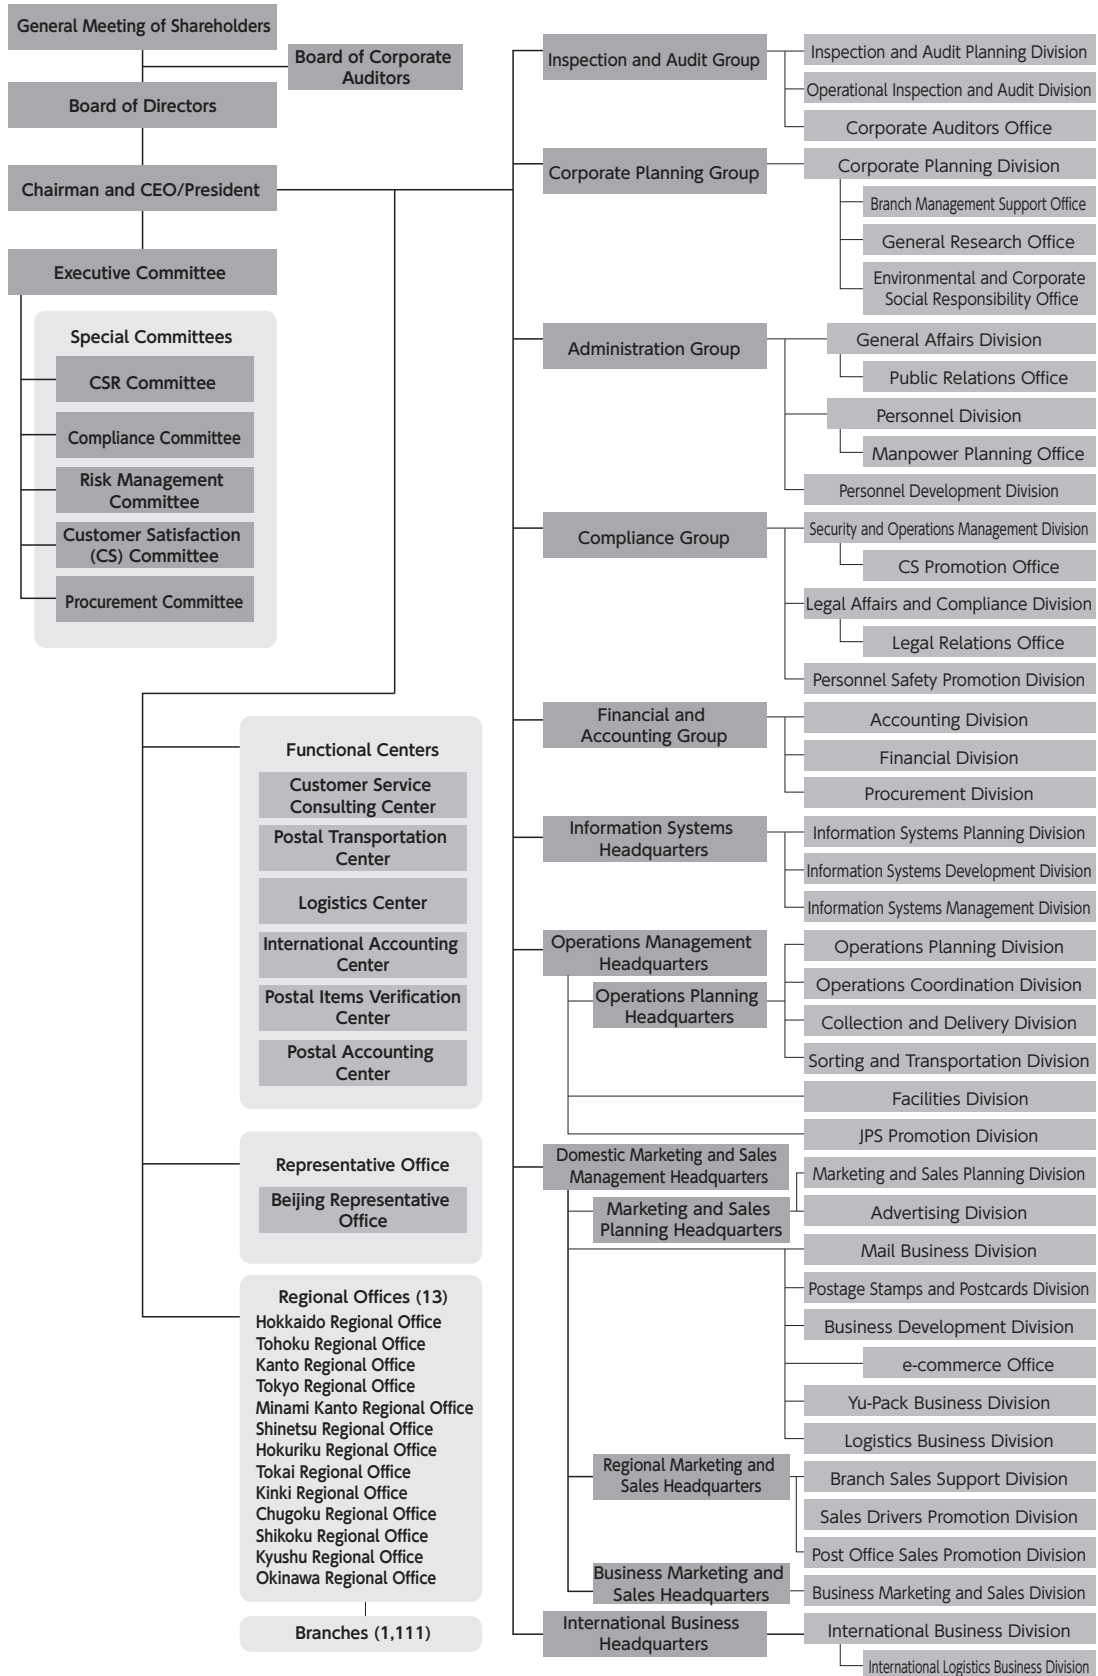 General Meeting of Shareholders
Board of Corporate
Auditors
Board of Directors
Chairman and CEO/President
Executive Committee
Special Committees
CSR Committee
Compliance Committee
Risk Management
Committee
Customer Satisfaction
(CS) Committee
Procurement Committee
Functional Centers
Customer Service
Consulting Center
Postal Transportation
Center
Logistics Center
International Accounting
Center
Postal Items Verification
Center
Postal Accounting
Center
Representative Office
Beijing Representative
Office
Regional Offices (13)
Hokkaido Regional Office
Tohoku Regional Office
Kanto Regional Office
Tokyo Regional Office
Minami Kanto Regional Office
Shinetsu Regional Office
Hokuriku Regional Office
Tokai Regional Office
Kinki Regional Office
Chugoku Regional Office
Shikoku Regional Office
Kyushu Regional Office
Okinawa Regional Office
Branches (1,111)
Inspection and Audit Group
Inspection and Audit Planning Division
Operational Inspection and Audit Division
Corporate Auditors Office
Corporate Planning Group
Corporate Planning Division
Branch Management Support Office
General Research Office
Environmental and Corporate
Social Responsibility Office
Administration Group
General Affairs Division
Public Relations Office
Personnel Division
Manpower Planning Office
Personnel Development Division
Compliance Group
Security and Operations Management Division
CS Promotion Office
Legal Affairs and Compliance Division
Legal Relations Office
Personnel Safety Promotion Division
Financial and
Accounting Group
Accounting Division
Financial Division
Procurement Division
Information Systems
Headquarters
Information Systems Planning Division
Information Systems Development Division
Information Systems Management Division
Operations Management
Headquarters
Operations Planning
Headquarters
Operations Planning Division
Operations Coordination Division
Collection and Delivery Division
Sorting and Transportation Division
Facilities Division
JPS Promotion Division
Domestic Marketing and Sales
Management Headquarters
Marketing and Sales
Planning Headquarters
Marketing and Sales Planning Division
Advertising Division
Mail Business Division
Postage Stamps and Postcards Division
Business Development Division
e-commerce Office
Yu-Pack Business Division
Logistics Business Division
Regional Marketing and
Sales Headquarters
Branch Sales Support Division
Sales Drivers Promotion Division
Post Office Sales Promotion Division
Business Marketing and
Sales Headquarters
Business Marketing and Sales Division
International Business
Headquarters
International Business Division
International Logistics Business Division